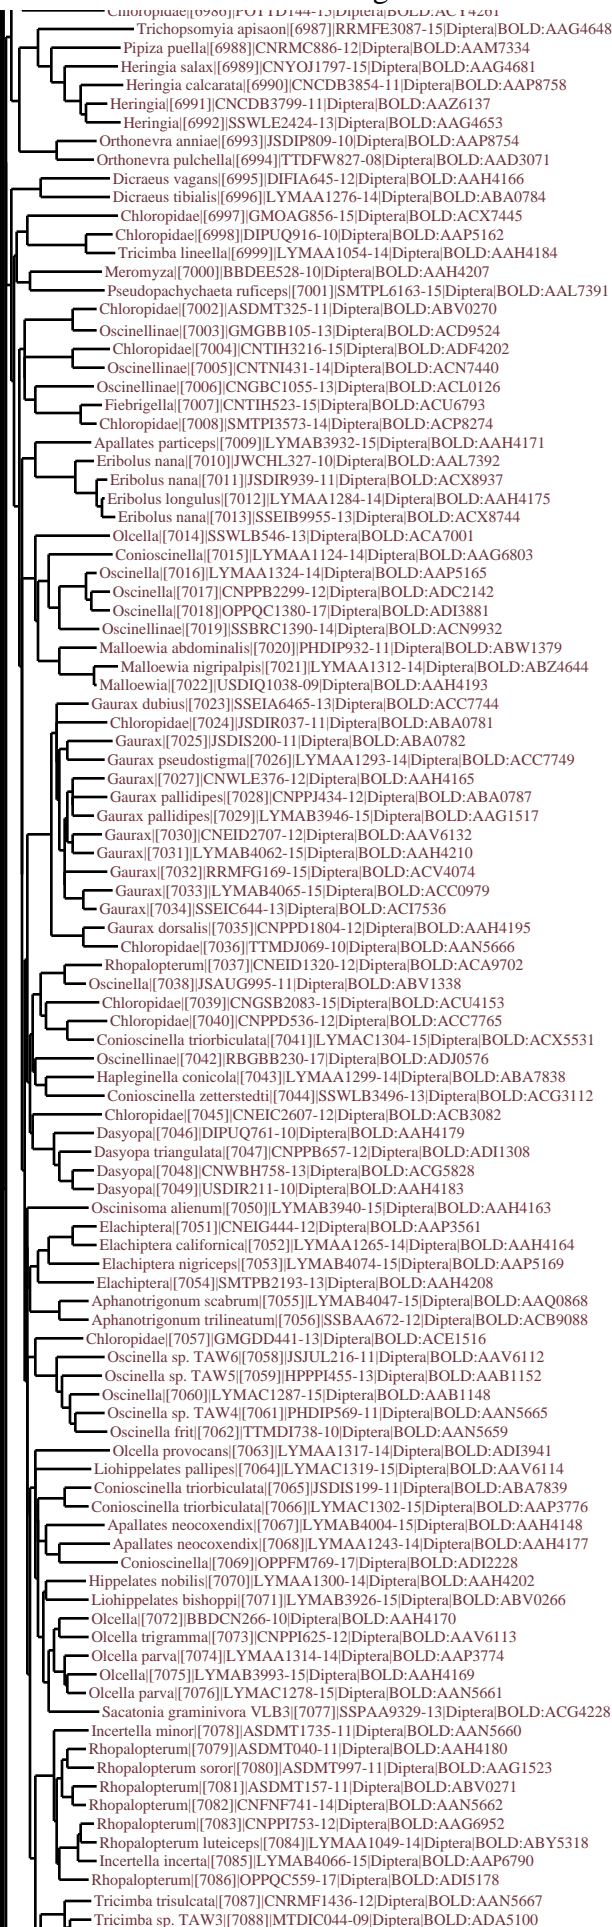 Chloropidae|[6986]|POTTD144-15|Diptera|BOLD:ACY4261
Trichopsomyia apisaon|[6987]|RRMFE3087-15|Diptera|BOLD:AAG4648
Pipiza puella|[6988]|CNRMC886-12|Diptera|BOLD:AAM7334
Heringia salax|[6989]|CNYOJ1797-15|Diptera|BOLD:AAG4681
Heringia calcarata|[6990]|CNCDB3854-11|Diptera|BOLD:AAP8758
Heringia|[6991]|CNCDB3799-11|Diptera|BOLD:AAZ6137
Heringia|[6992]|SSWLE2424-13|Diptera|BOLD:AAG4653
Orthonevra anniae|[6993]|JSDIP809-10|Diptera|BOLD:AAP8754
Orthonevra pulchella|[6994]|TTDFW827-08|Diptera|BOLD:AAD3071
Dicraeus vagans|[6995]|DIFIA645-12|Diptera|BOLD:AAH4166
Dicraeus tibialis|[6996]|LYMAA1276-14|Diptera|BOLD:ABA0784
Chloropidae|[6997]|GMOAG856-15|Diptera|BOLD:ACX7445
Chloropidae|[6998]|DIPUQ916-10|Diptera|BOLD:AAP5162
Tricimba lineella|[6999]|LYMAA1054-14|Diptera|BOLD:AAH4184
Meromyza|[7000]|BBDEE528-10|Diptera|BOLD:AAH4207
Pseudopachychaeta ruficeps|[7001]|SMTPL6163-15|Diptera|BOLD:AAL7391
Chloropidae|[7002]|ASDMT325-11|Diptera|BOLD:ABV0270
Oscinellinae|[7003]|GMGBB105-13|Diptera|BOLD:ACD9524
Chloropidae|[7004]|CNTIH3216-15|Diptera|BOLD:ADF4202
Oscinellinae|[7005]|CNTNI431-14|Diptera|BOLD:ACN7440
Oscinellinae|[7006]|CNGBC1055-13|Diptera|BOLD:ACL0126
Fiebrigella|[7007]|CNTIH523-15|Diptera|BOLD:ACU6793
Chloropidae|[7008]|SMTPI3573-14|Diptera|BOLD:ACP8274
Apallates particeps|[7009]|LYMAB3932-15|Diptera|BOLD:AAH4171
Eribolus nana|[7010]|JWCHL327-10|Diptera|BOLD:AAL7392
Eribolus nana|[7011]|JSDIR939-11|Diptera|BOLD:ACX8937
Eribolus longulus|[7012]|LYMAA1284-14|Diptera|BOLD:AAH4175
Eribolus nana|[7013]|SSEIB9955-13|Diptera|BOLD:ACX8744
Olcella|[7014]|SSWLB546-13|Diptera|BOLD:ACA7001
Conioscinella|[7015]|LYMAA1124-14|Diptera|BOLD:AAG6803
Oscinella|[7016]|LYMAA1324-14|Diptera|BOLD:AAP5165
Oscinella|[7017]|CNPPB2299-12|Diptera|BOLD:ADC2142
Oscinella|[7018]|OPPQC1380-17|Diptera|BOLD:ADI3881
Oscinellinae|[7019]|SSBRC1390-14|Diptera|BOLD:ACN9932
Malloewia abdominalis|[7020]|PHDIP932-11|Diptera|BOLD:ABW1379
Malloewia nigripalpis|[7021]|LYMAA1312-14|Diptera|BOLD:ABZ4644
Malloewia|[7022]|USDIQ1038-09|Diptera|BOLD:AAH4193
Gaurax dubius|[7023]|SSEIA6465-13|Diptera|BOLD:ACC7744
Chloropidae|[7024]|JSDIR037-11|Diptera|BOLD:ABA0781
Gaurax|[7025]|JSDIS200-11|Diptera|BOLD:ABA0782
Gaurax pseudostigma|[7026]|LYMAA1293-14|Diptera|BOLD:ACC7749
Gaurax|[7027]|CNWLE376-12|Diptera|BOLD:AAH4165
Gaurax pallidipes|[7028]|CNPPJ434-12|Diptera|BOLD:ABA0787
Gaurax pallidipes|[7029]|LYMAB3946-15|Diptera|BOLD:AAG1517
Gaurax|[7030]|CNEID2707-12|Diptera|BOLD:AAV6132
Gaurax|[7031]|LYMAB4062-15|Diptera|BOLD:AAH4210
Gaurax|[7032]|RRMFG169-15|Diptera|BOLD:ACV4074
Gaurax|[7033]|LYMAB4065-15|Diptera|BOLD:ACC0979
Gaurax|[7034]|SSEIC644-13|Diptera|BOLD:ACI7536
Gaurax dorsalis|[7035]|CNPPD1804-12|Diptera|BOLD:AAH4195
Chloropidae|[7036]|TTMDJ069-10|Diptera|BOLD:AAN5666
Rhopalopterum|[7037]|CNEID1320-12|Diptera|BOLD:ACA9702
Oscinella|[7038]|JSAUG995-11|Diptera|BOLD:ABV1338
Chloropidae|[7039]|CNGSB2083-15|Diptera|BOLD:ACU4153
Chloropidae|[7040]|CNPPD536-12|Diptera|BOLD:ACC7765
Conioscinella triorbiculata|[7041]|LYMAC1304-15|Diptera|BOLD:ACX5531
Oscinellinae|[7042]|RBGBB230-17|Diptera|BOLD:ADJ0576
Hapleginella conicola|[7043]|LYMAA1299-14|Diptera|BOLD:ABA7838
Conioscinella zetterstedti|[7044]|SSWLB3496-13|Diptera|BOLD:ACG3112
Chloropidae|[7045]|CNEIC2607-12|Diptera|BOLD:ACB3082
Dasyopa|[7046]|DIPUQ761-10|Diptera|BOLD:AAH4179
Dasyopa triangulata|[7047]|CNPPB657-12|Diptera|BOLD:ADI1308
Dasyopa|[7048]|CNWBH758-13|Diptera|BOLD:ACG5828
Dasyopa|[7049]|USDIR211-10|Diptera|BOLD:AAH4183
Oscinisoma alienum|[7050]|LYMAB3940-15|Diptera|BOLD:AAH4163
Elachiptera|[7051]|CNEIG444-12|Diptera|BOLD:AAP3561
Elachiptera californica|[7052]|LYMAA1265-14|Diptera|BOLD:AAH4164
Elachiptera nigriceps|[7053]|LYMAB4074-15|Diptera|BOLD:AAP5169
Elachiptera|[7054]|SMTPB2193-13|Diptera|BOLD:AAH4208
Aphanotrigonum scabrum|[7055]|LYMAB4047-15|Diptera|BOLD:AAQ0868
Aphanotrigonum trilineatum|[7056]|SSBAA672-12|Diptera|BOLD:ACB9088
Chloropidae|[7057]|GMGDD441-13|Diptera|BOLD:ACE1516
Oscinella sp. TAW6|[7058]|JSJUL216-11|Diptera|BOLD:AAV6112
Oscinella sp. TAW5|[7059]|HPPPI455-13|Diptera|BOLD:AAB1152
Oscinella|[7060]|LYMAC1287-15|Diptera|BOLD:AAB1148
Oscinella sp. TAW4|[7061]|PHDIP569-11|Diptera|BOLD:AAN5665
Oscinella frit|[7062]|TTMDI738-10|Diptera|BOLD:AAN5659
Olcella provocans|[7063]|LYMAA1317-14|Diptera|BOLD:ADI3941
Liohippelates pallipes|[7064]|LYMAC1319-15|Diptera|BOLD:AAV6114
Conioscinella triorbiculata|[7065]|JSDIS199-11|Diptera|BOLD:ABA7839
Conioscinella triorbiculata|[7066]|LYMAC1302-15|Diptera|BOLD:AAP3776
Apallates neocoxendix|[7067]|LYMAB4004-15|Diptera|BOLD:AAH4148
Apallates neocoxendix|[7068]|LYMAA1243-14|Diptera|BOLD:AAH4177
Conioscinella|[7069]|OPPFM769-17|Diptera|BOLD:ADI2228
Hippelates nobilis|[7070]|LYMAA1300-14|Diptera|BOLD:AAH4202
Liohippelates bishoppi|[7071]|LYMAB3926-15|Diptera|BOLD:ABV0266
Olcella|[7072]|BBDCN266-10|Diptera|BOLD:AAH4170
Olcella trigramma|[7073]|CNPPI625-12|Diptera|BOLD:AAV6113
Olcella parva|[7074]|LYMAA1314-14|Diptera|BOLD:AAP3774
Olcella|[7075]|LYMAB3993-15|Diptera|BOLD:AAH4169
Olcella parva|[7076]|LYMAC1278-15|Diptera|BOLD:AAN5661
Sacatonia graminivora VLB3|[7077]|SSPAA9329-13|Diptera|BOLD:ACG4228
Incertella minor|[7078]|ASDMT1735-11|Diptera|BOLD:AAN5660
Rhopalopterum|[7079]|ASDMT040-11|Diptera|BOLD:AAH4180
Rhopalopterum soror|[7080]|ASDMT997-11|Diptera|BOLD:AAG1523
Rhopalopterum|[7081]|ASDMT157-11|Diptera|BOLD:ABV0271
Rhopalopterum|[7082]|CNFNF741-14|Diptera|BOLD:AAN5662
Rhopalopterum|[7083]|CNPPI753-12|Diptera|BOLD:AAG6952
Rhopalopterum luteiceps|[7084]|LYMAA1049-14|Diptera|BOLD:ABY5318
Incertella incerta|[7085]|LYMAB4066-15|Diptera|BOLD:AAP6790
Rhopalopterum|[7086]|OPPQC559-17|Diptera|BOLD:ADI5178
Tricimba trisulcata|[7087]|CNRMF1436-12|Diptera|BOLD:AAN5667
Tricimba sp. TAW3|[7088]|MTDIC044-09|Diptera|BOLD:ADA5100